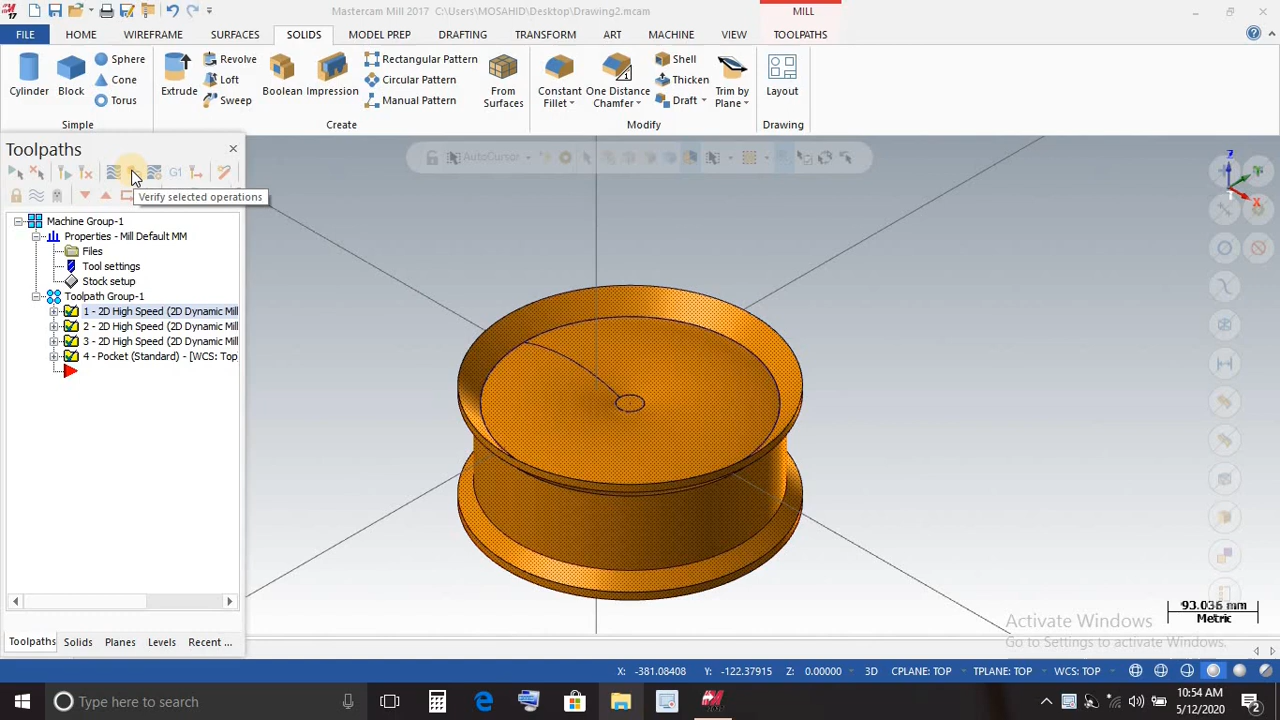 17
Mastercam Mill 2017 C:\Users\MOSAHID\Desktop\Drawing2.mcam
MILL
FILE HOME WIREFRAME SURFACES SOLIDS MODEL PREP DRAFTING TRANSFORM ART MACHINE VIEW TOOLPATHS
Cylinder Block Sphere Cone Torus
Extrude Revolve Loft Sweep Boolean Impression Rectangular Pattern Circular Pattern Manual Pattern From Surfaces
Constant Fillet One Distance Chamfer Shell Thicken Draft Trim by Plane
Layout
Simple Create Modify Drawing
Toolpaths
AutoCursor
G1
Verify selected operations
Machine Group-1
Properties - Mill Default MM
Files
Tool settings
Stock setup
Toolpath Group-1
1 - 2D High Speed (2D Dynamic Mill
2 - 2D High Speed (2D Dynamic Mill
3 - 2D High Speed (2D Dynamic Mill
4 - Pocket (Standard) - [WCS: Top
Z
Y
X
93.036 mm
Metric
Activate Windows
Go to Settings to activate Windows.
Toolpaths Solids Planes Levels Recent ...
X: -381.08408 Y: -122.37915 Z: 0.00000 3D CPLANE: TOP TPLANE: TOP WCS: TOP
Type here to search
10:54 AM
5/12/2020
2